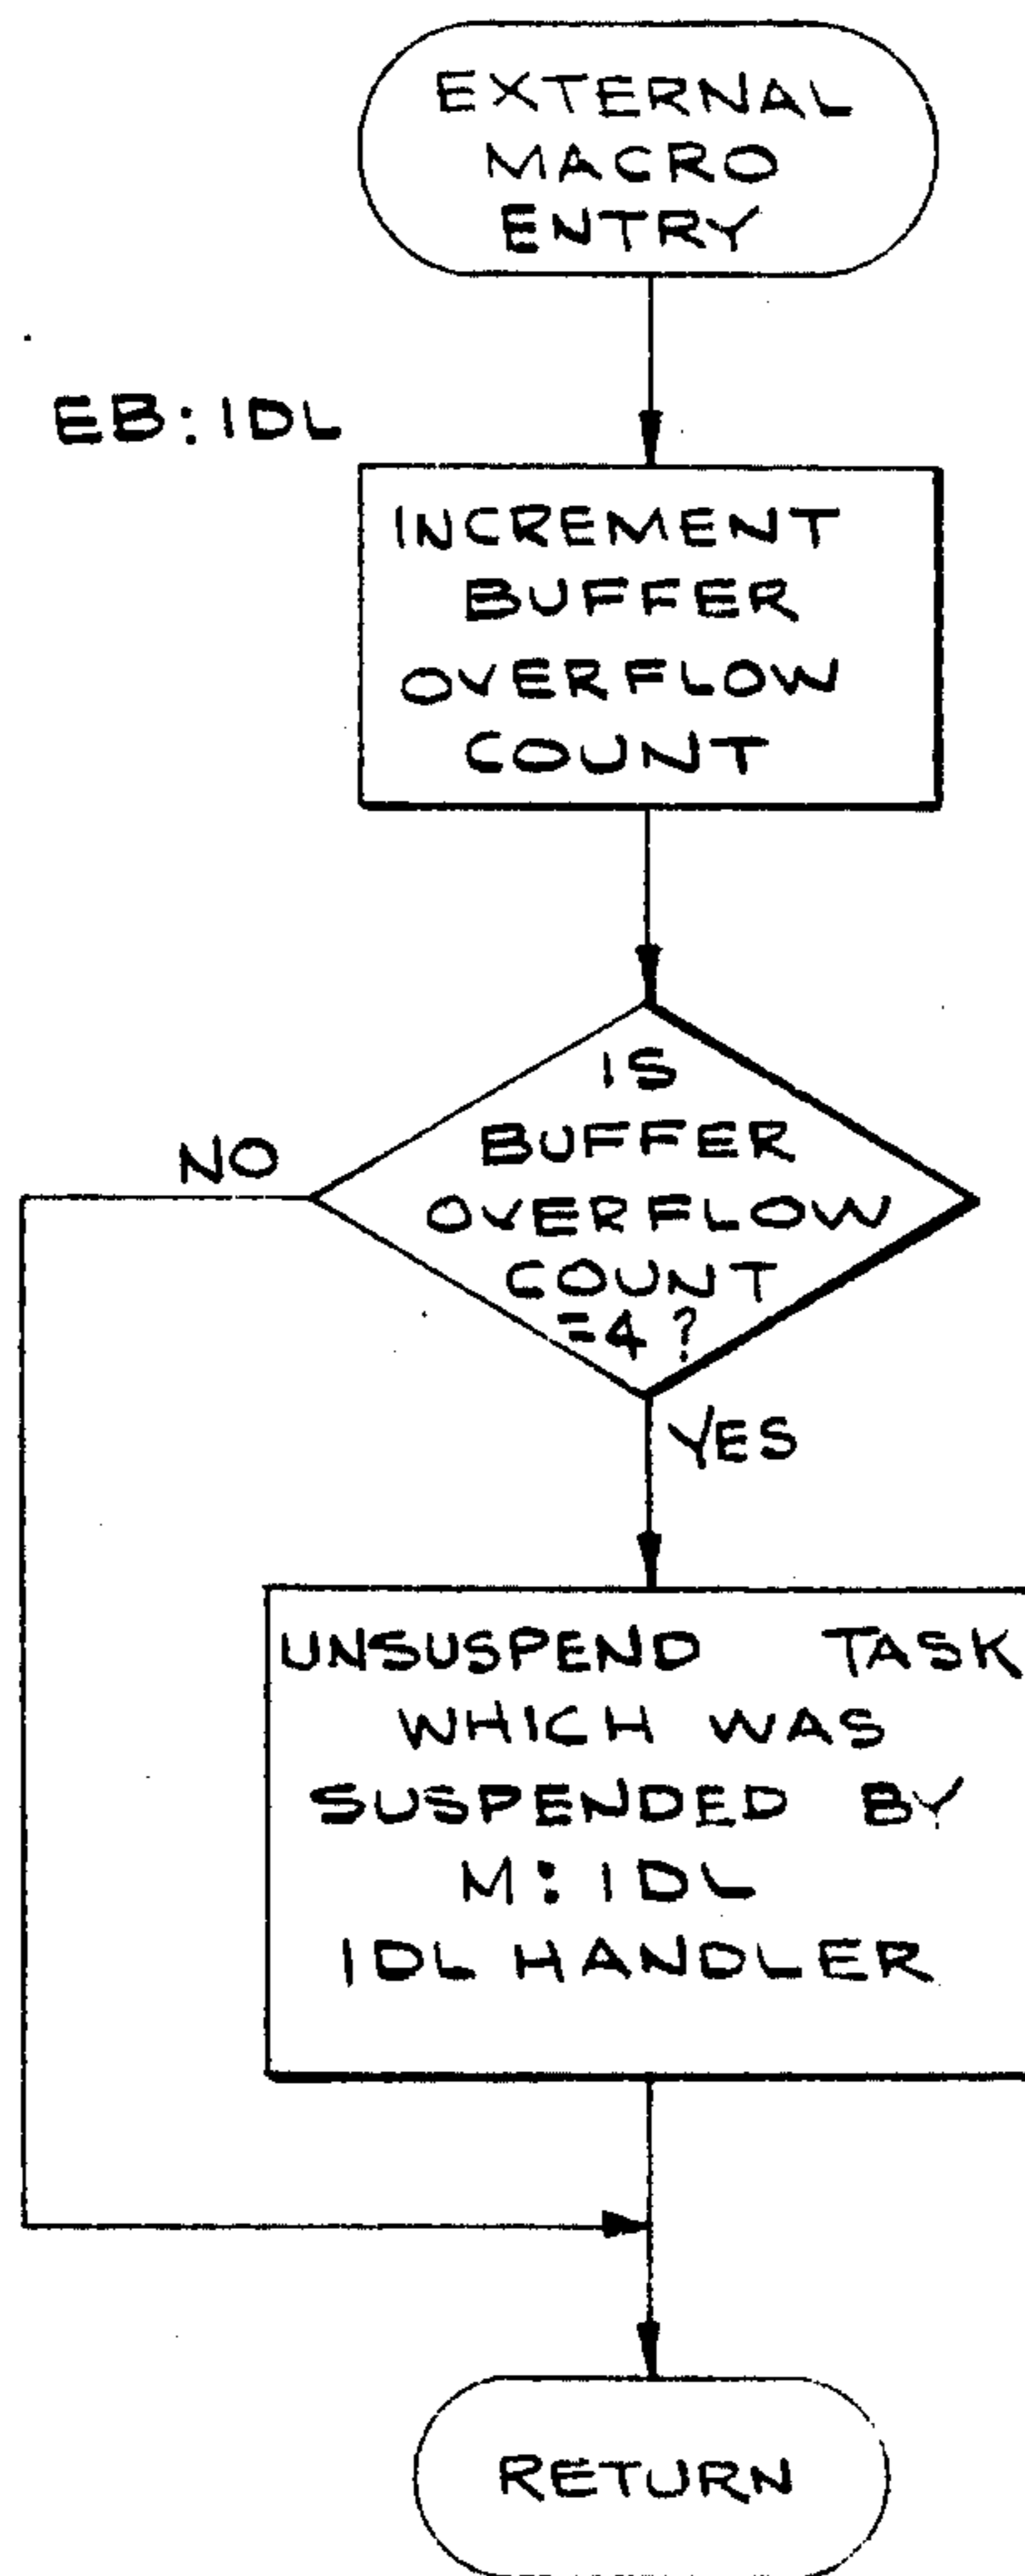 EXTERNAL
MACRO
ENTRY
EB:IDL
INCREMENT
BUFFER
OVERFLOW
COUNT
IS
BUFFER
OVERFLOW
COUNT
=4?
NO
YES
UNSUSPEND TASK
WHICH WAS
SUSPENDED BY
M:IDL
IDL HANDLER
RETURN